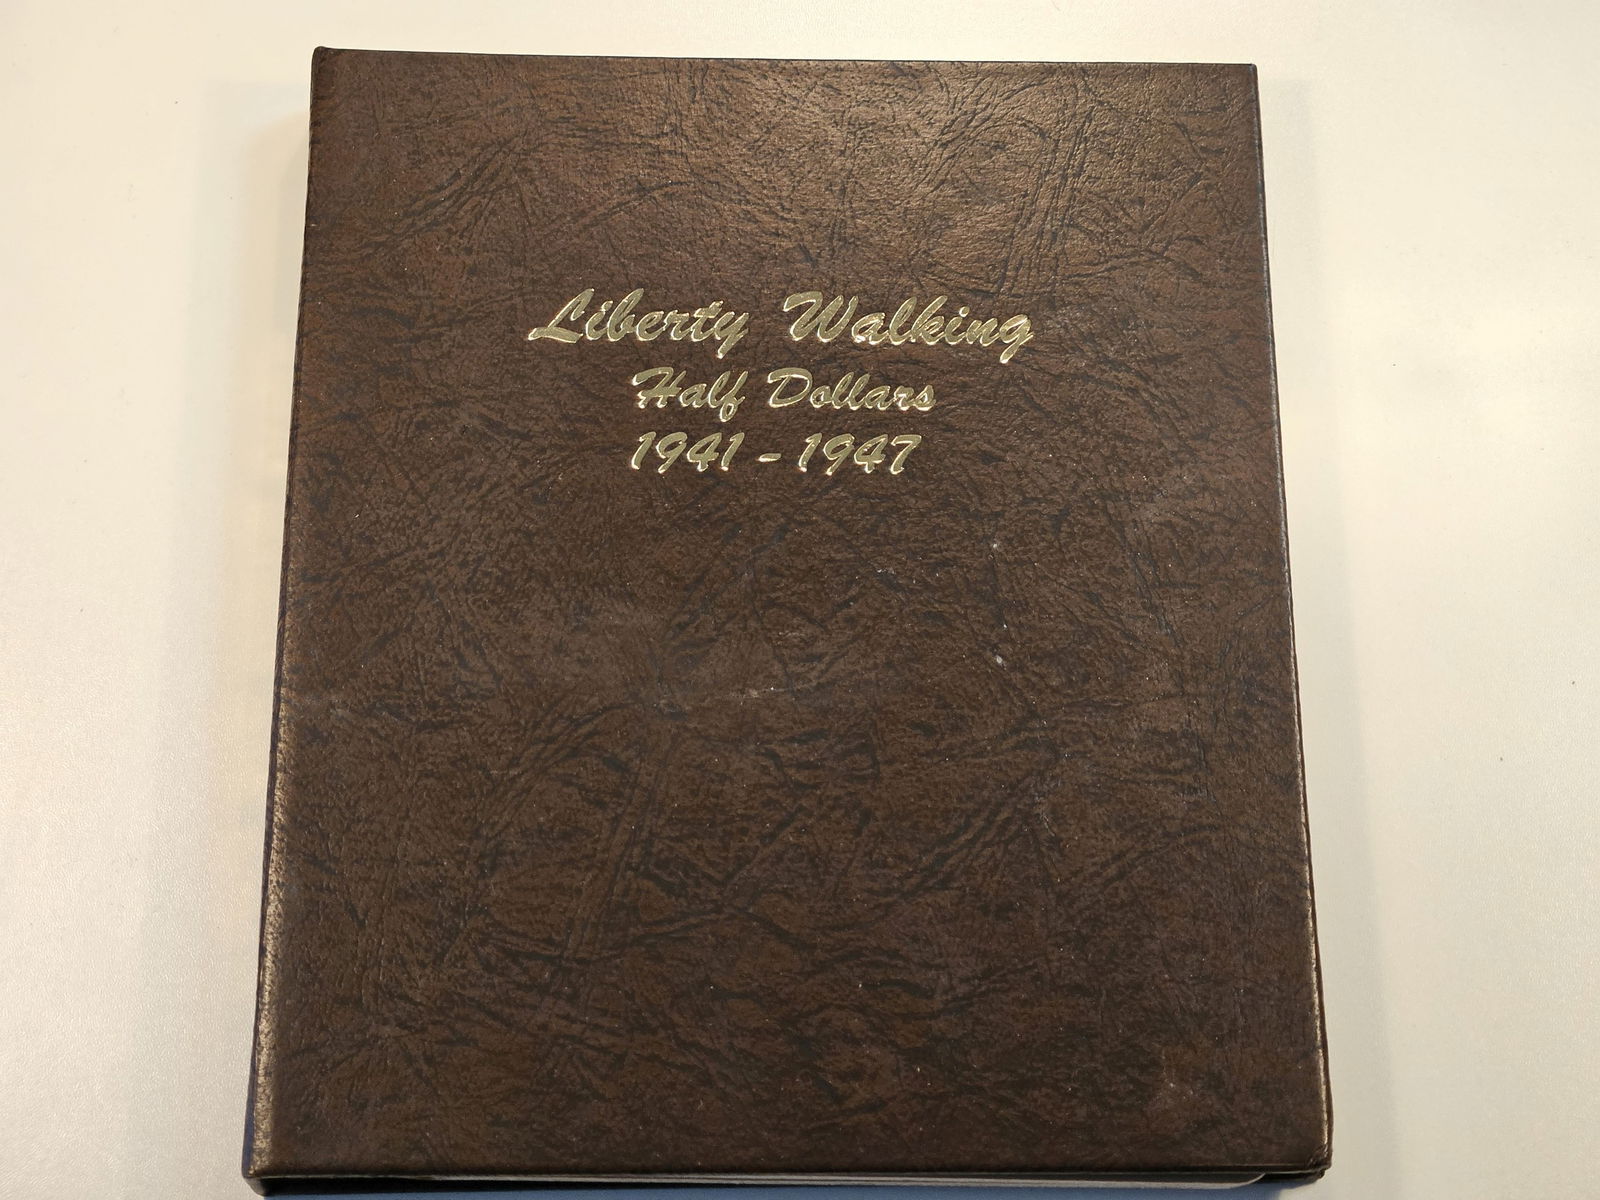 Liberty Walking
Half Dollars
1941 - 1947